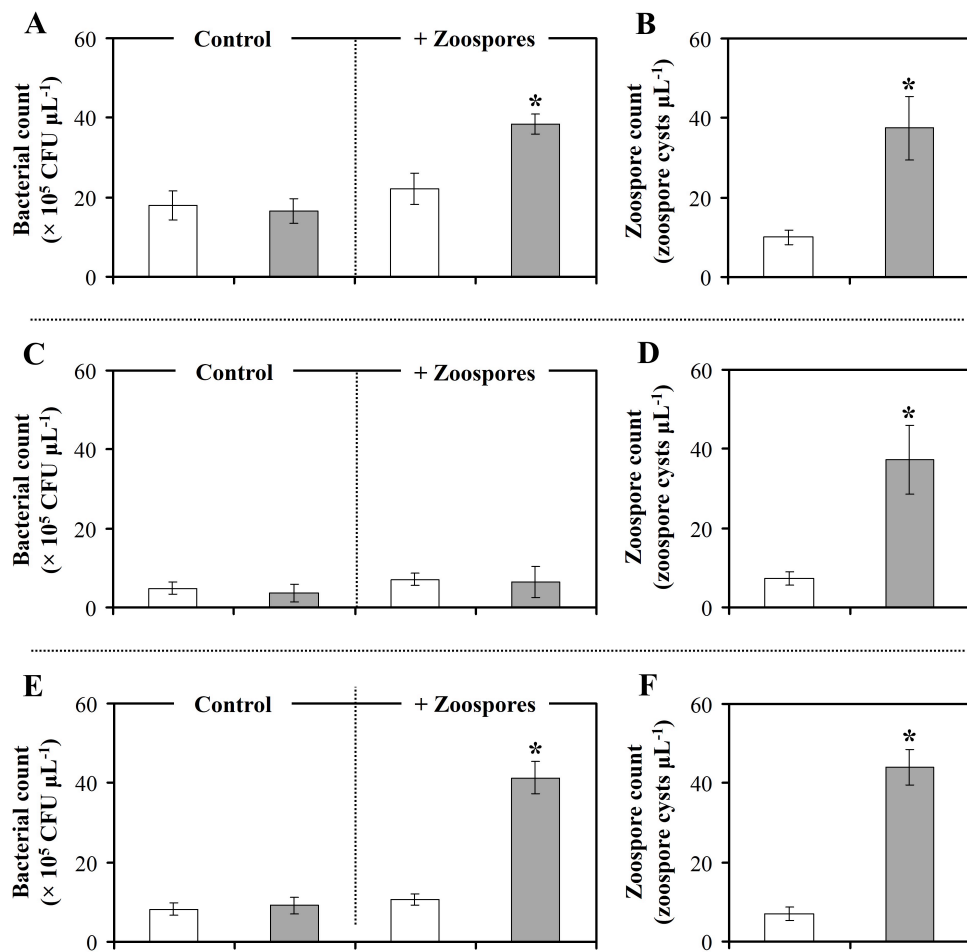 A
Control
+ Zoospores
Bacterial count
(× 10⁵ CFU µL⁻¹)
60
40
20
0
*
B
Zoospore count
(zoospore cysts µL⁻¹)
60
40
20
0
*
C
Control
+ Zoospores
Bacterial count
(× 10⁵ CFU µL⁻¹)
60
40
20
0
D
Zoospore count
(zoospore cysts µL⁻¹)
60
40
20
0
*
E
Control
+ Zoospores
Bacterial count
(× 10⁵ CFU µL⁻¹)
60
40
20
0
*
F
Zoospore count
(zoospore cysts µL⁻¹)
60
40
20
0
*